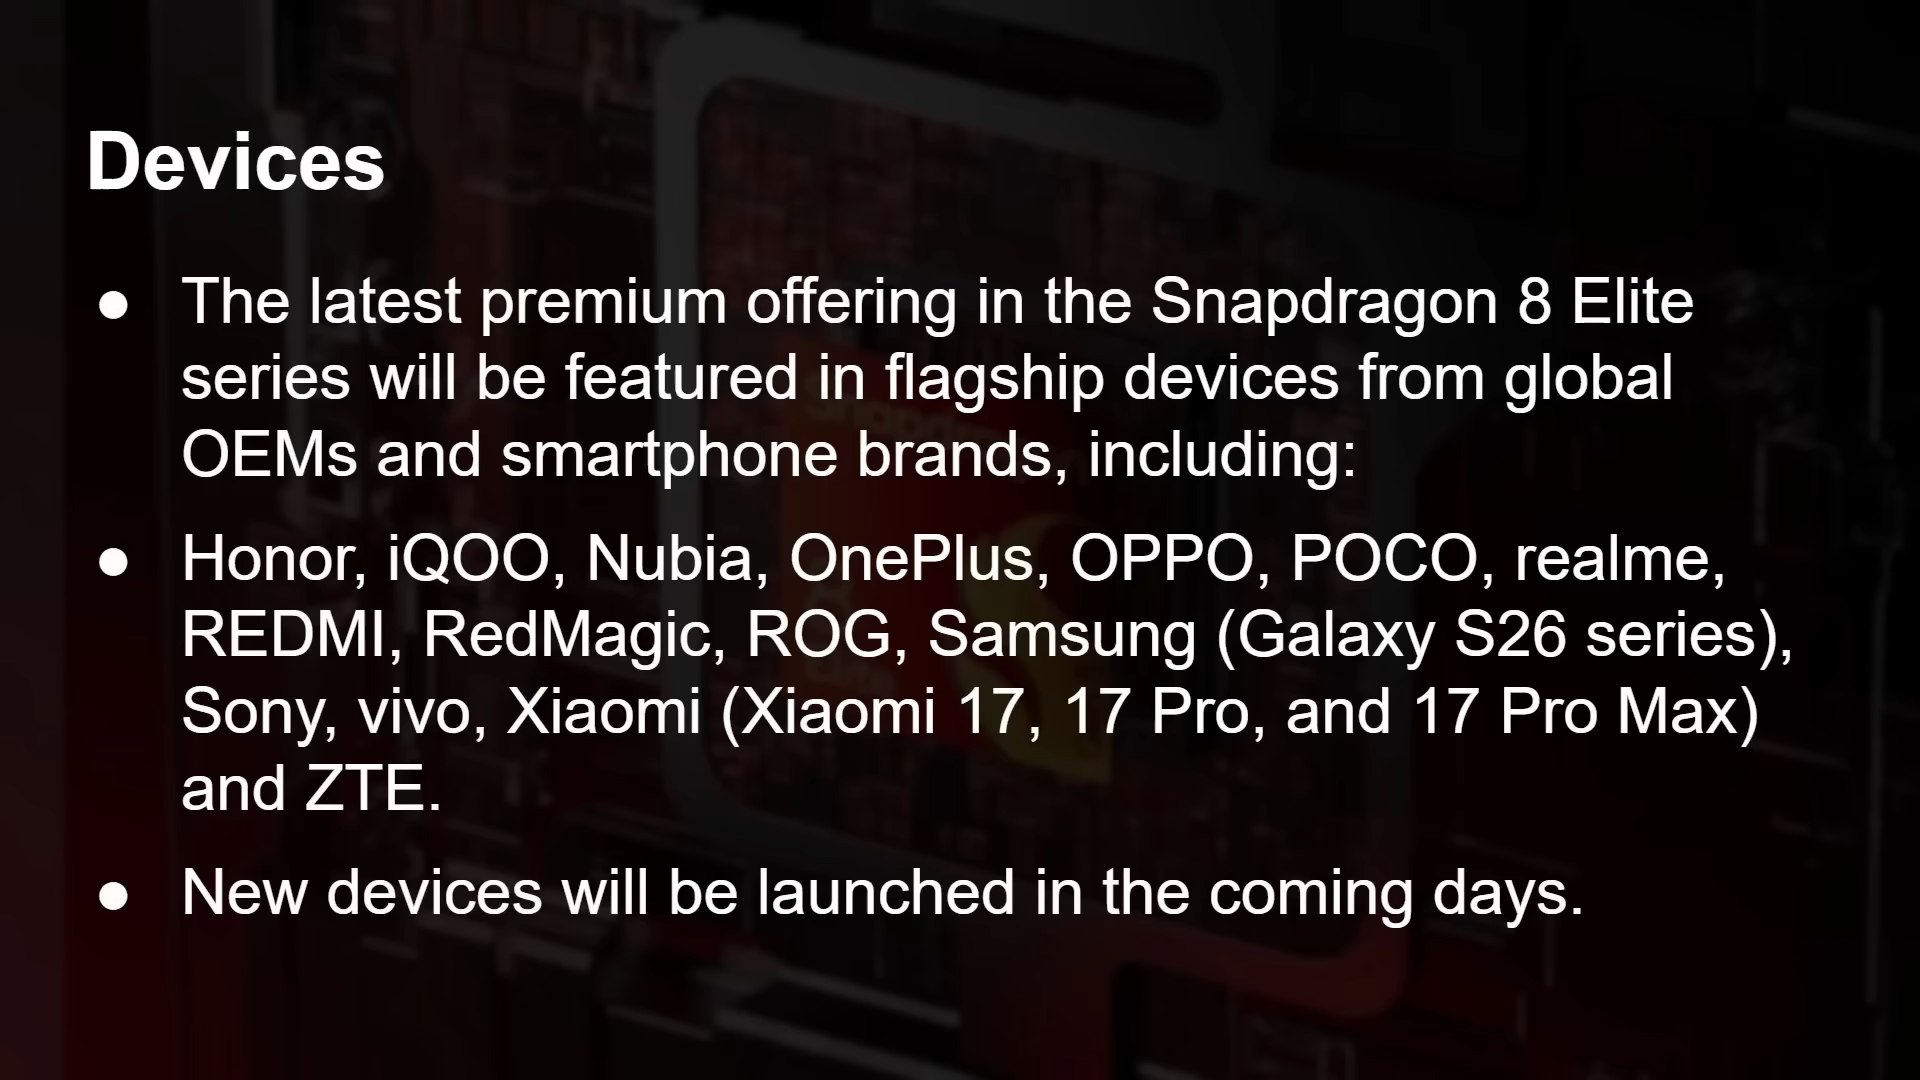 Devices
● The latest premium offering in the Snapdragon 8 Elite
series will be featured in flagship devices from global
OEMs and smartphone brands, including:
● Honor, iQOO, Nubia, OnePlus, OPPO, POCO, realme,
REDMI, RedMagic, ROG, Samsung (Galaxy S26 series),
Sony, vivo, Xiaomi (Xiaomi 17, 17 Pro, and 17 Pro Max)
and ZTE.
● New devices will be launched in the coming days.